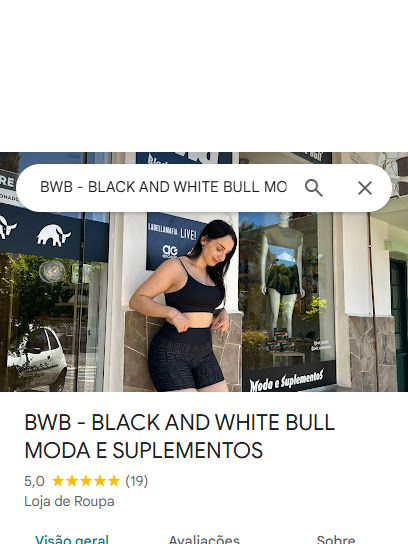 BWB - BLACK AND WHITE BULL MO
LABELLAMAFIA LIVE!
Moda e Suplementos
BWB - BLACK AND WHITE BULL
MODA E SUPLEMENTOS
5,0 (19)
Loja de Roupa
Visão geral Avaliações Sobre